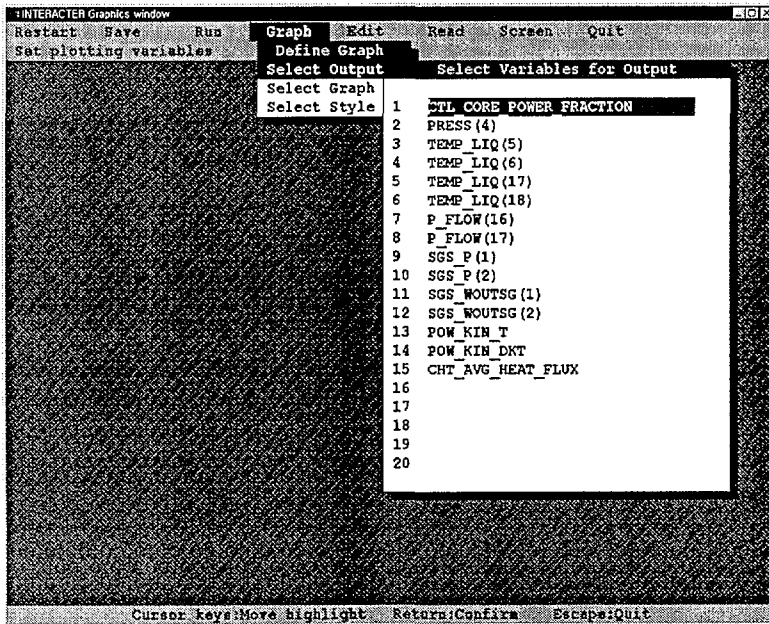 INTERACTER Graphics window
Restart Save Run Graph Edit Read Screen Quit
Set plotting variables
Define Graph
Select Output
Select Graph
Select Style
Select Variables for Output
1 CTL_CORE_POWER_FRACTION
2 PRESS(4)
3 TEMP_LIQ(5)
4 TEMP_LIQ(6)
5 TEMP_LIQ(17)
6 TEMP_LIQ(18)
7 P_FLOW(16)
8 P_FLOW(17)
9 SGS_P(1)
10 SGS_P(2)
11 SGS_WOUTSG(1)
12 SGS_WOUTSG(2)
13 POW_KIN_T
14 POW_KIN_DKT
15 CHT_AVG_HEAT_FLUX
16
17
18
19
20
Cursor keys:Move highlight Return:Confirm Escape:Quit